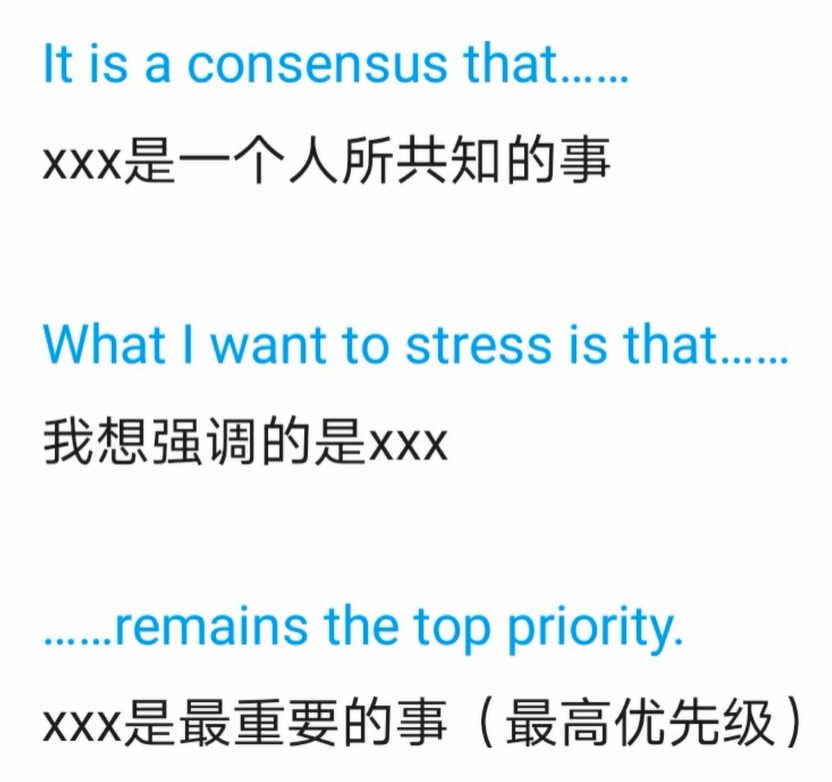 It is a consensus that……
xxx是一个人所共知的事
What I want to stress is that……
我想强调的是xxx
……remains the top priority.
xxx是最重要的事（最高优先级）